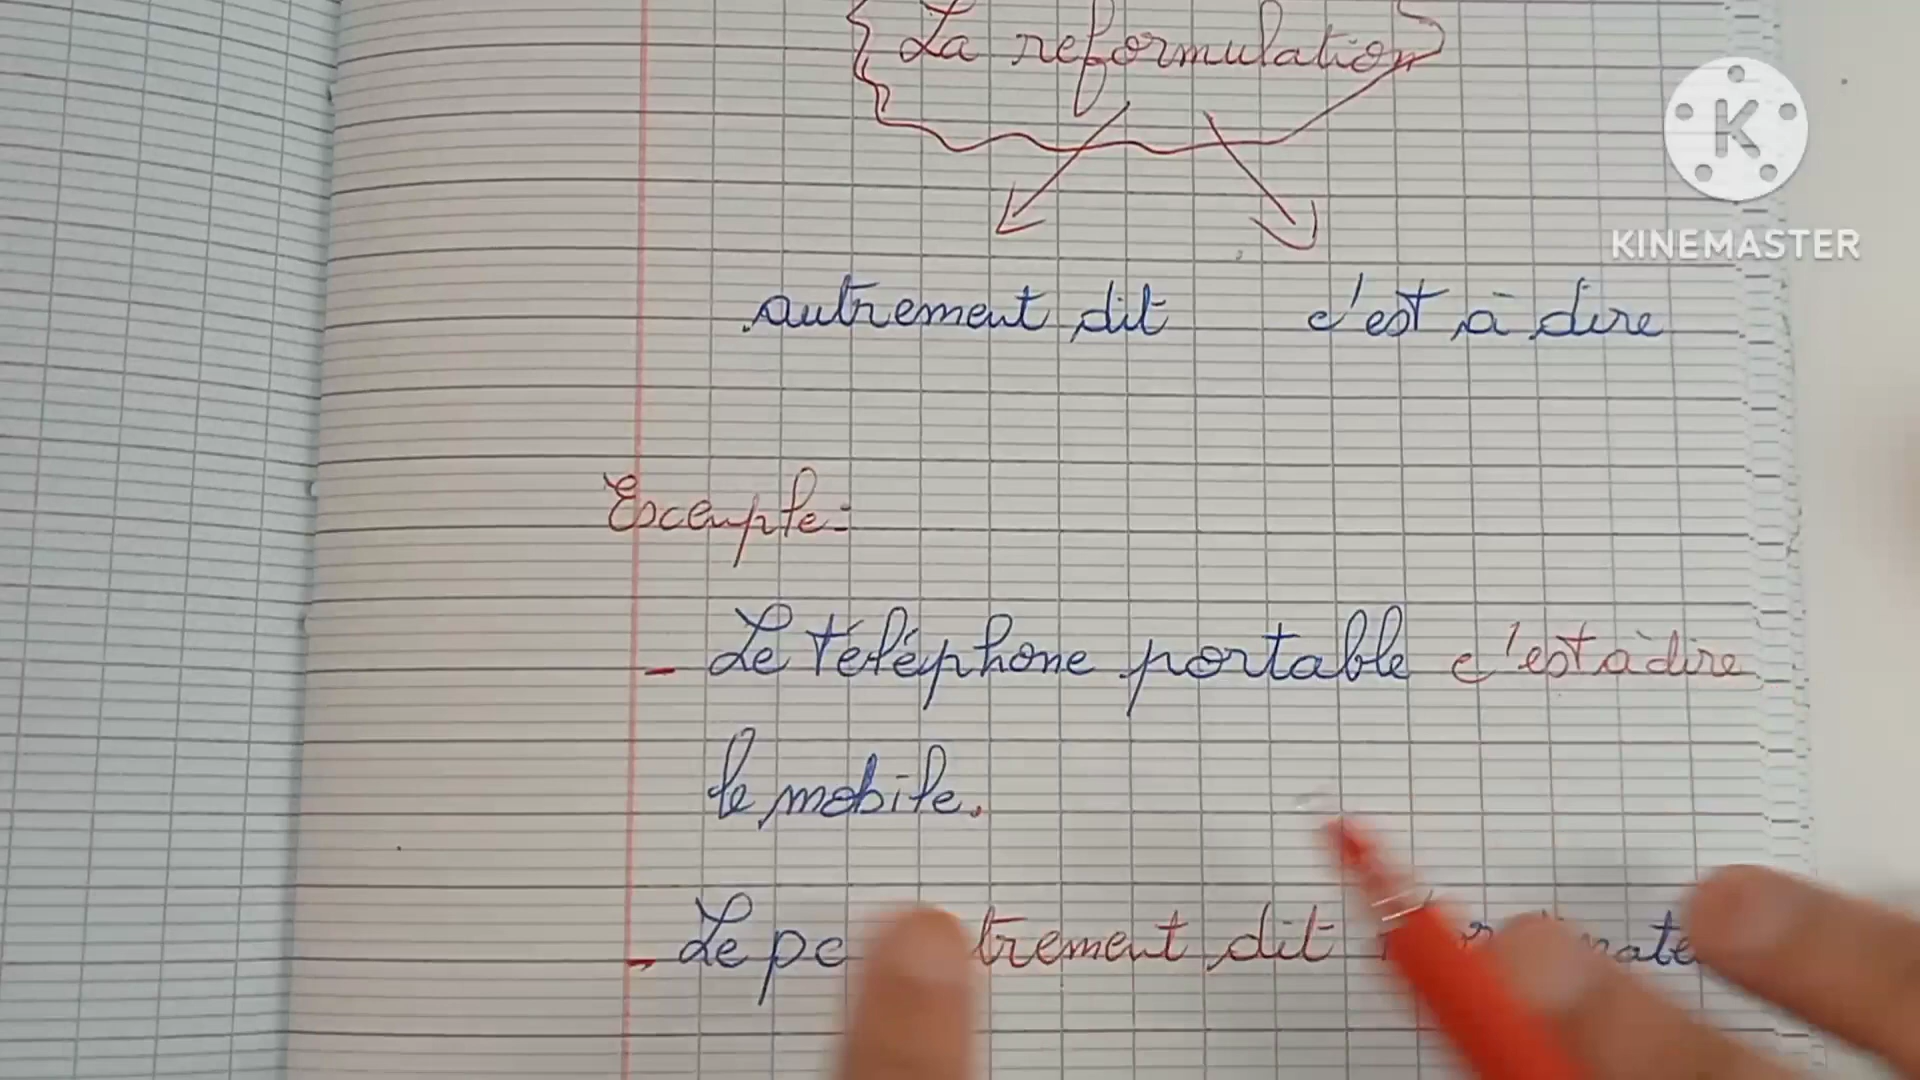 La reformulation
KINEMASTER
autrement dit c'est à dire
Exemple:
- Le téléphone portable c'est à dire
le mobile.
- Le pc trement dit